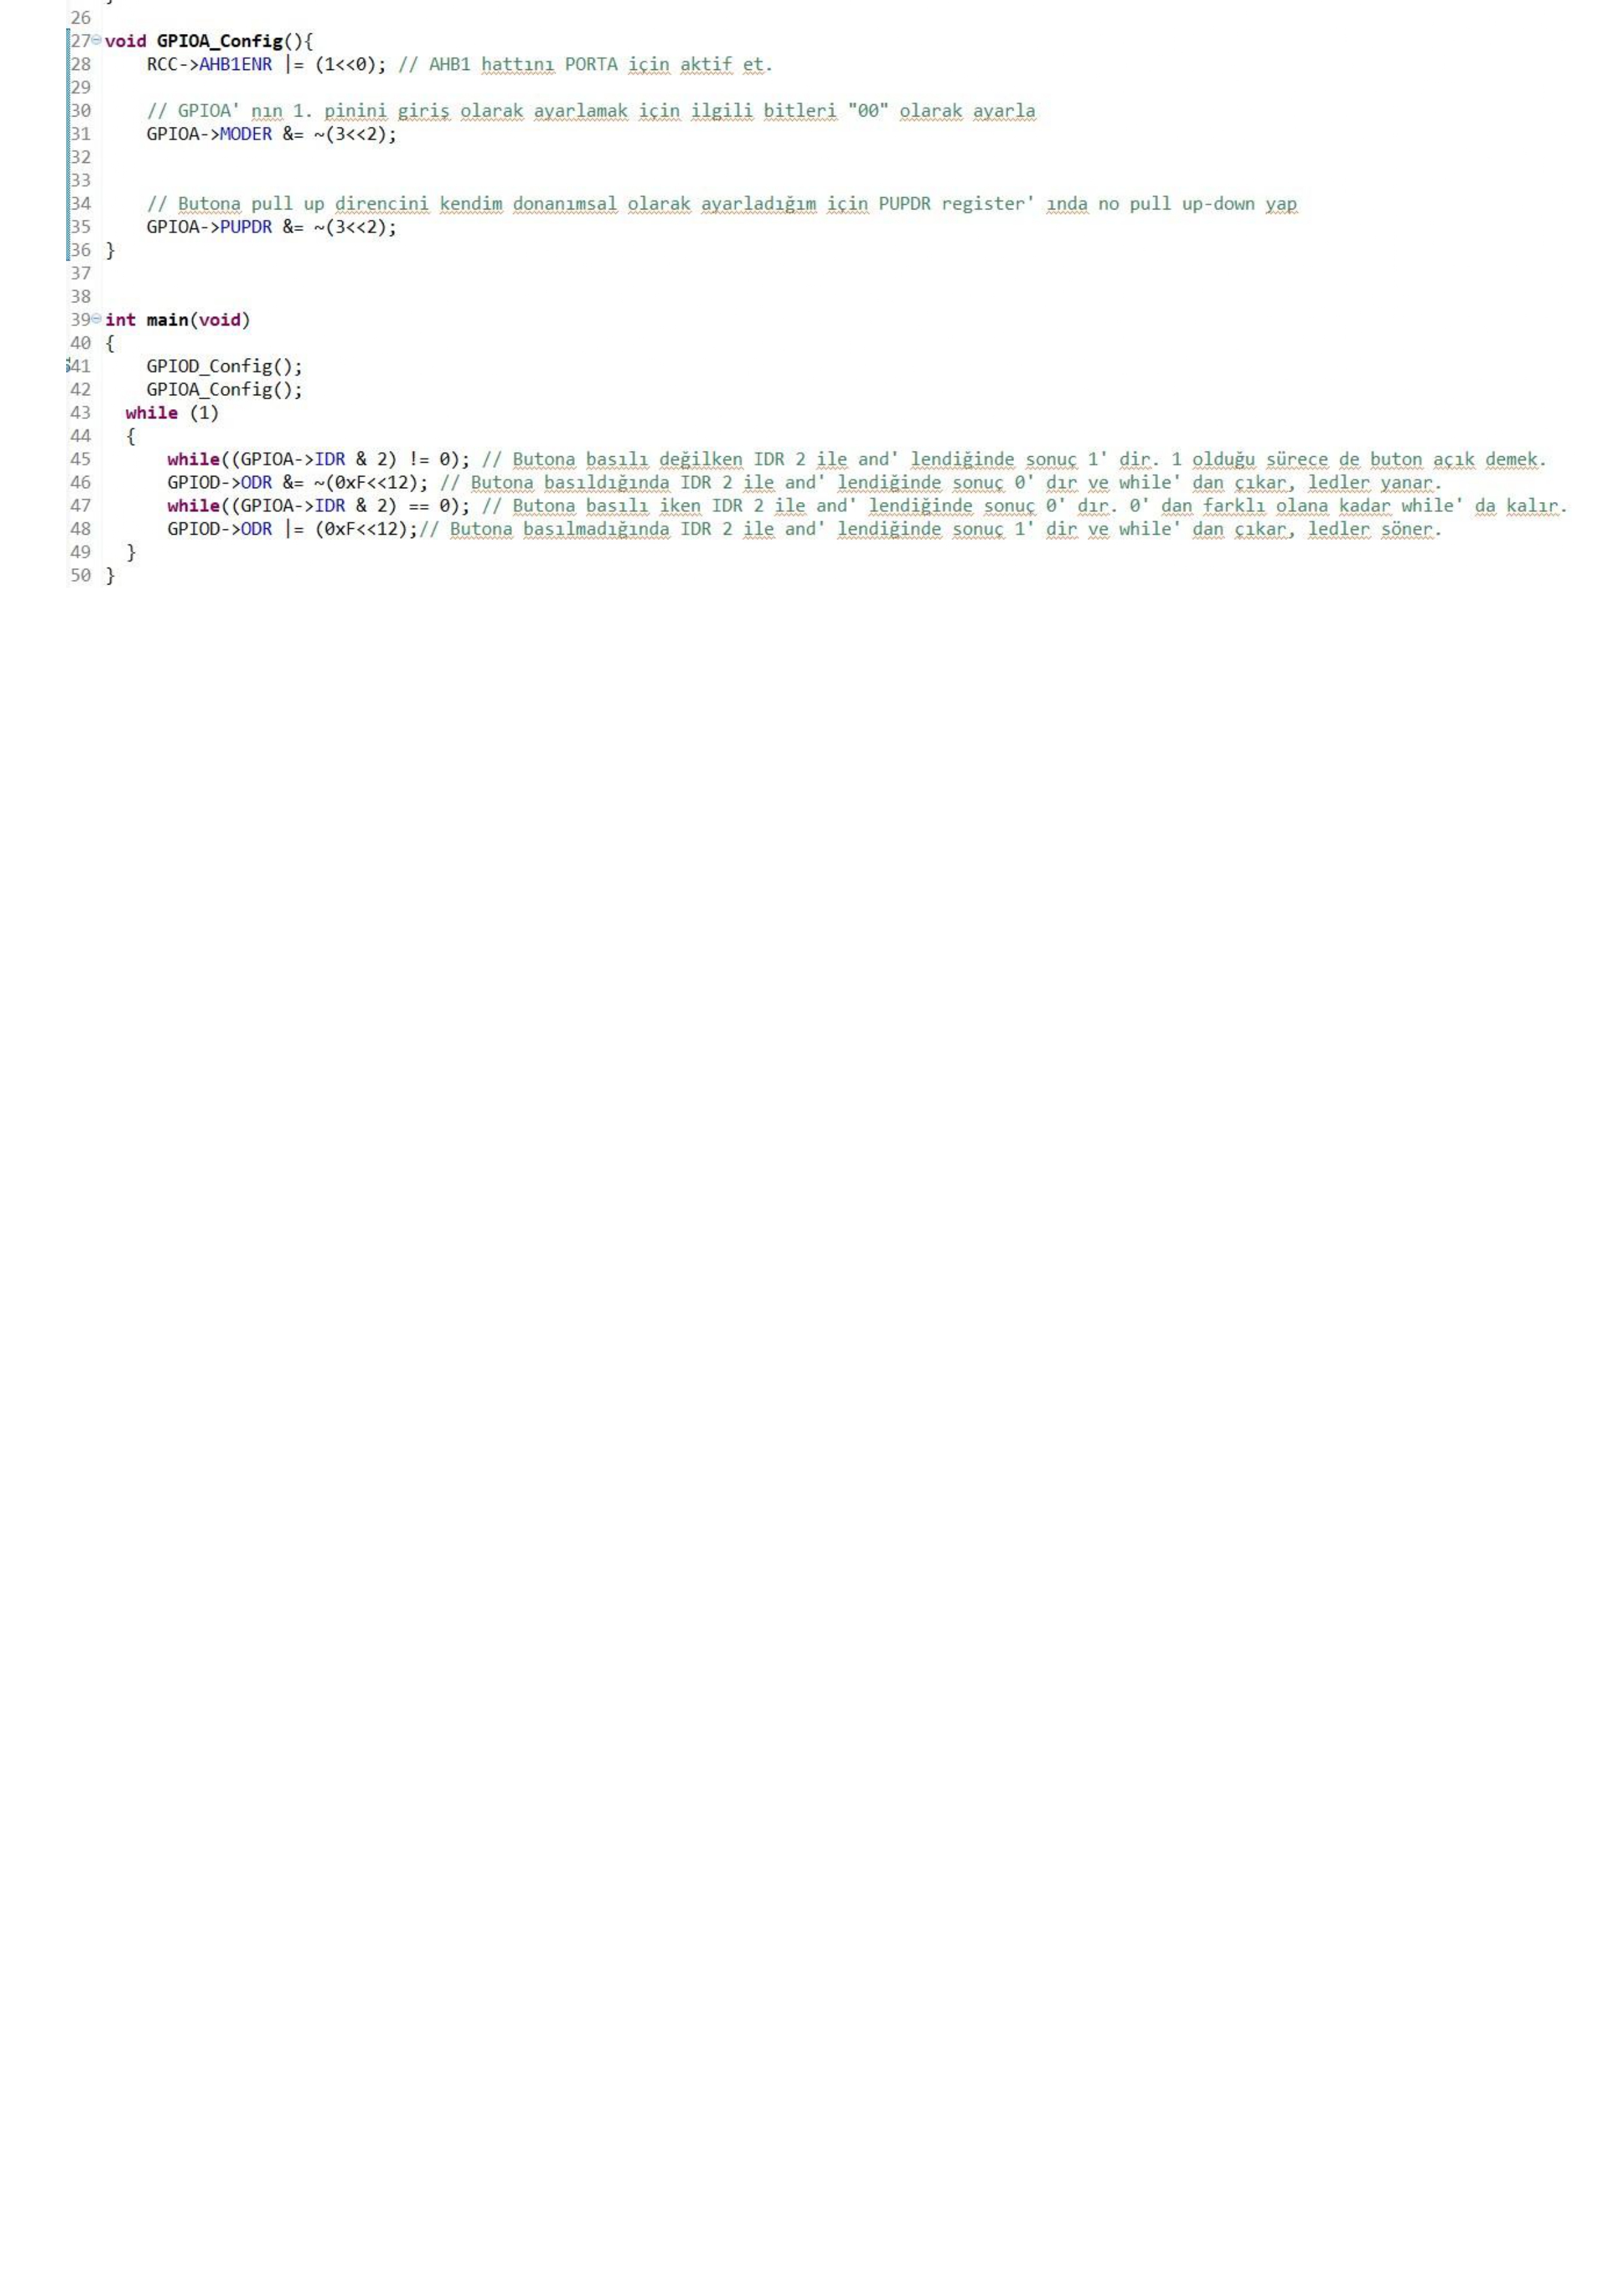 26
27 void GPIOA_Config(){
28 RCC->AHB1ENR |= (1<<0); // AHB1 hattını PORTA için aktif et.
29
30 // GPIOA' nın 1. pinini giriş olarak ayarlamak için ilgili bitleri "00" olarak ayarla
31 GPIOA->MODER &= ~(3<<2);
32
33
34 // Butona pull up direncini kendim donanımsal olarak ayarladığım için PUPDR register' ında no pull up-down yap
35 GPIOA->PUPDR &= ~(3<<2);
36 }
37
38
39 int main(void)
40 {
41 GPIOD_Config();
42 GPIOA_Config();
43 while (1)
44 {
45 while((GPIOA->IDR & 2) != 0); // Butona basılı değilken IDR 2 ile and' lendiğinde sonuç 1' dir. 1 olduğu sürece de buton açık demek.
46 GPIOD->ODR &= ~(0xF<<12); // Butona basıldığında IDR 2 ile and' lendiğinde sonuç 0' dır ve while' dan çıkar, ledler yanar.
47 while((GPIOA->IDR & 2) == 0); // Butona basılı iken IDR 2 ile and' lendiğinde sonuç 0' dır. 0' dan farklı olana kadar while' da kalır.
48 GPIOD->ODR |= (0xF<<12);// Butona basılmadığında IDR 2 ile and' lendiğinde sonuç 1' dir ve while' dan çıkar, ledler söner.
49 }
50 }